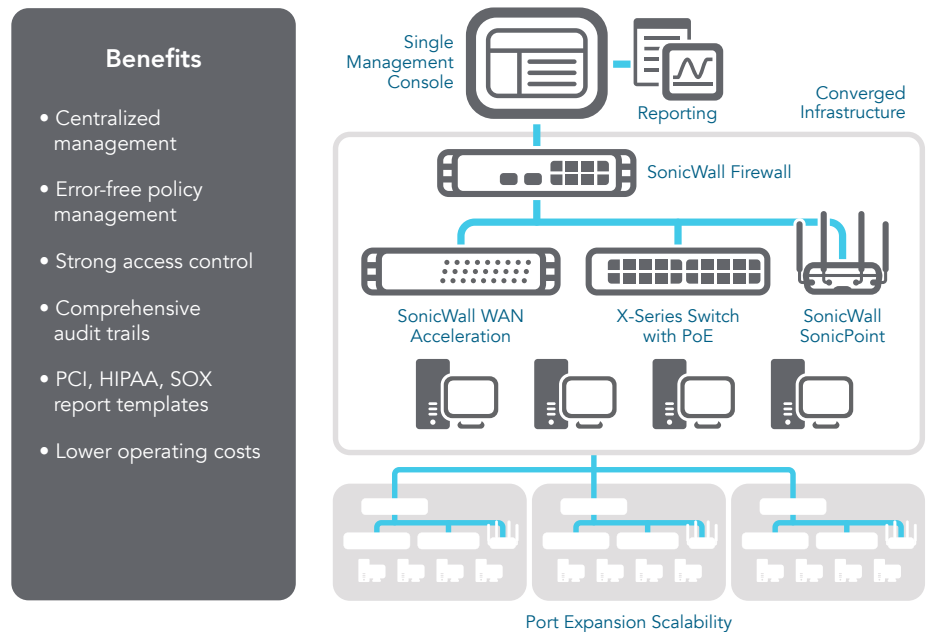 Benefits
• Centralized
management
• Error-free policy
management
• Strong access control
• Comprehensive
audit trails
• PCI, HIPAA, SOX
report templates
• Lower operating costs
Single
Management
Console
Reporting
Converged
Infrastructure
SonicWall Firewall
SonicWall WAN
Acceleration
X-Series Switch
with PoE
SonicWall
SonicPoint
Port Expansion Scalability